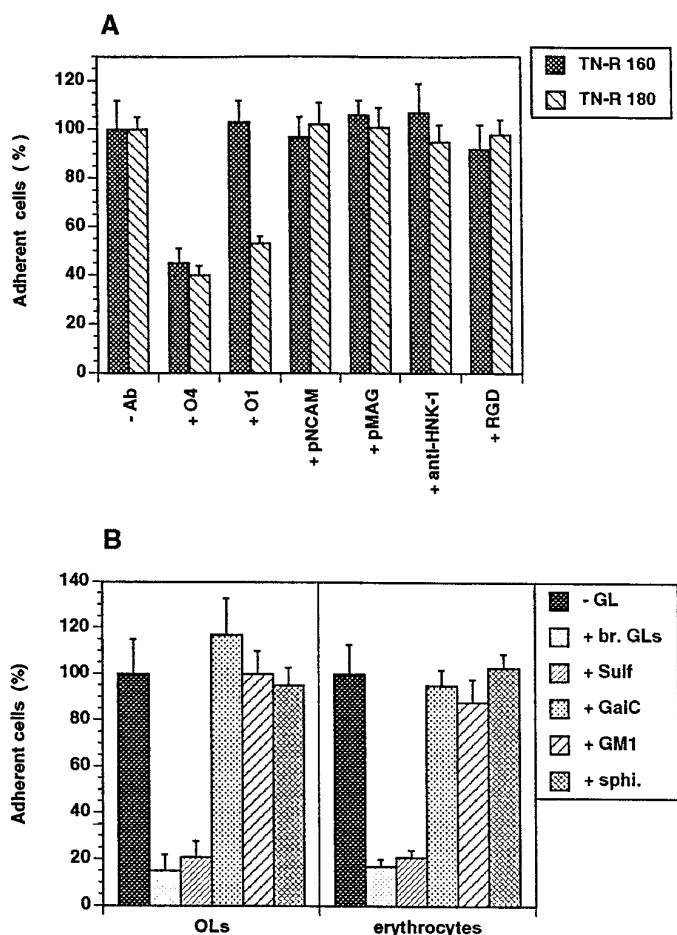 A
TN-R 160
TN-R 180
Adherent cells (%)
120
100
80
60
40
20
0
- Ab
+ O4
+ O1
+ pNCAM
+ pMAG
+ anti-HNK-1
+ RGD
B
Adherent cells (%)
140
120
100
80
60
40
20
0
OLs
erythrocytes
- GL
+ br. GLs
+ Sulf
+ GalC
+ GM1
+ sphi.